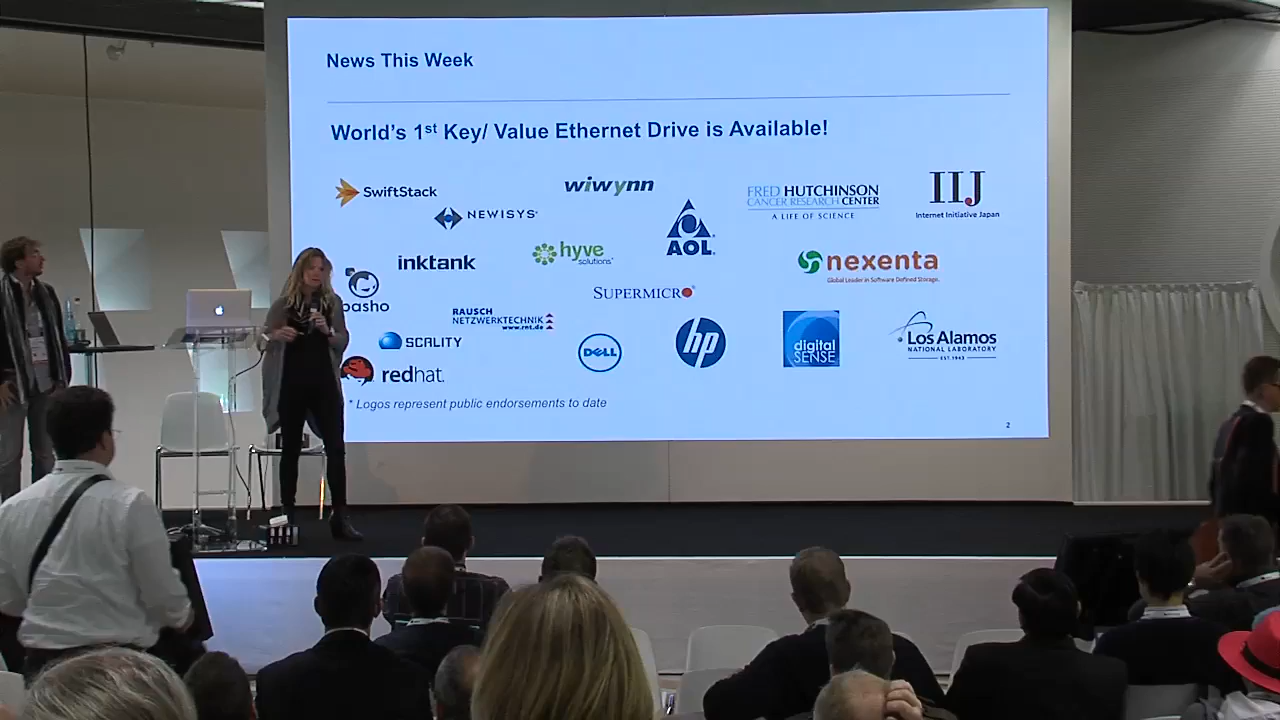 News This Week
World's 1st Key/ Value Ethernet Drive is Available!
SwiftStack
wiwynn
FRED HUTCHINSON
CANCER RESEARCH CENTER
A LIFE OF SCIENCE
IIJ
Internet Initiative Japan
NEWISYS
AOL
inktank
hyve
solutions
nexenta
Global Leader in Software Defined Storage.
basho
SUPERMICRO
RAUSCH
NETZWERKTECHNIK
www.rnt.de
SCALITY
DELL
hp
digital
SENSE
Los Alamos
NATIONAL LABORATORY
EST.1943
redhat.
* Logos represent public endorsements to date
2